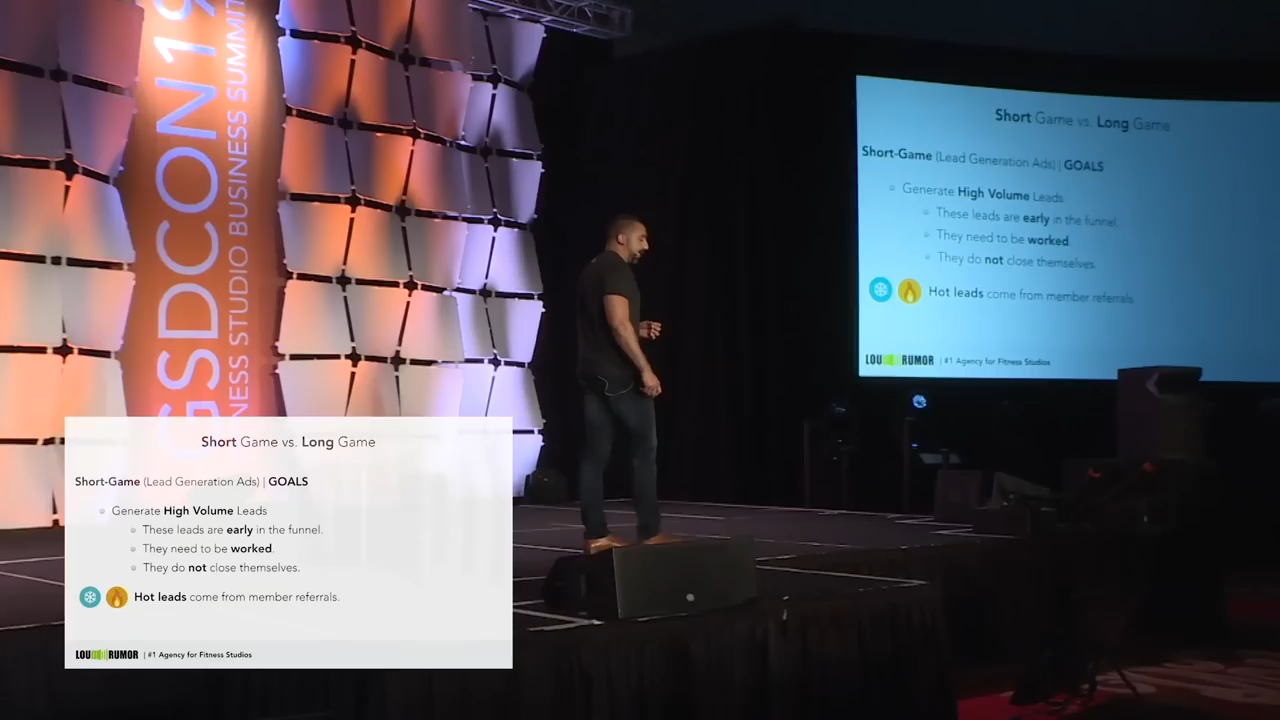 GSDCON19
NESS STUDIO BUSINESS SUMMIT
Short Game vs. Long Game
Short-Game (Lead Generation Ads) | GOALS
Generate High Volume Leads
These leads are early in the funnel.
They need to be worked.
They do not close themselves.
Hot leads come from member referrals.
LOUD RUMOR | #1 Agency for Fitness Studios
Short Game vs. Long Game
Short-Game (Lead Generation Ads) | GOALS
Generate High Volume Leads
These leads are early in the funnel.
They need to be worked.
They do not close themselves.
Hot leads come from member referrals.
LOUD RUMOR | #1 Agency for Fitness Studios